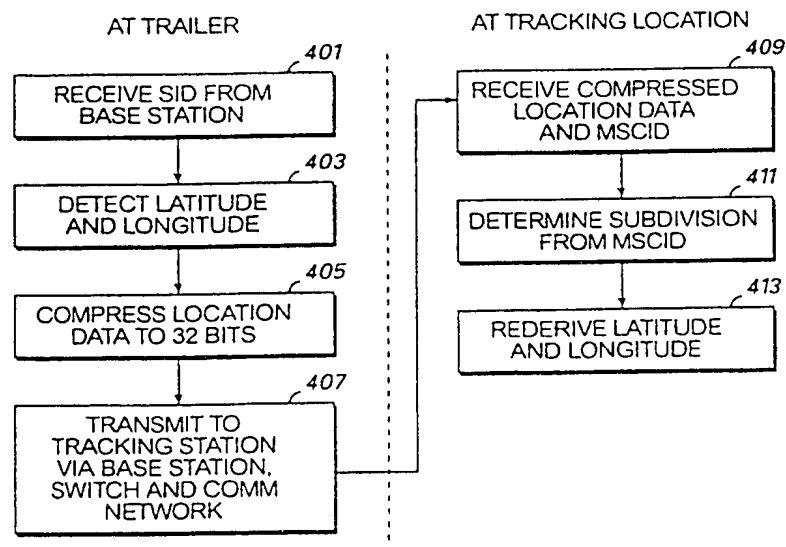 AT TRAILER
401
RECEIVE SID FROM
BASE STATION
403
DETECT LATITUDE
AND LONGITUDE
405
COMPRESS LOCATION
DATA TO 32 BITS
407
TRANSMIT TO
TRACKING STATION
VIA BASE STATION,
SWITCH AND COMM
NETWORK
AT TRACKING LOCATION
409
RECEIVE COMPRESSED
LOCATION DATA
AND MSCID
411
DETERMINE SUBDIVISION
FROM MSCID
413
REDERIVE LATITUDE
AND LONGITUDE